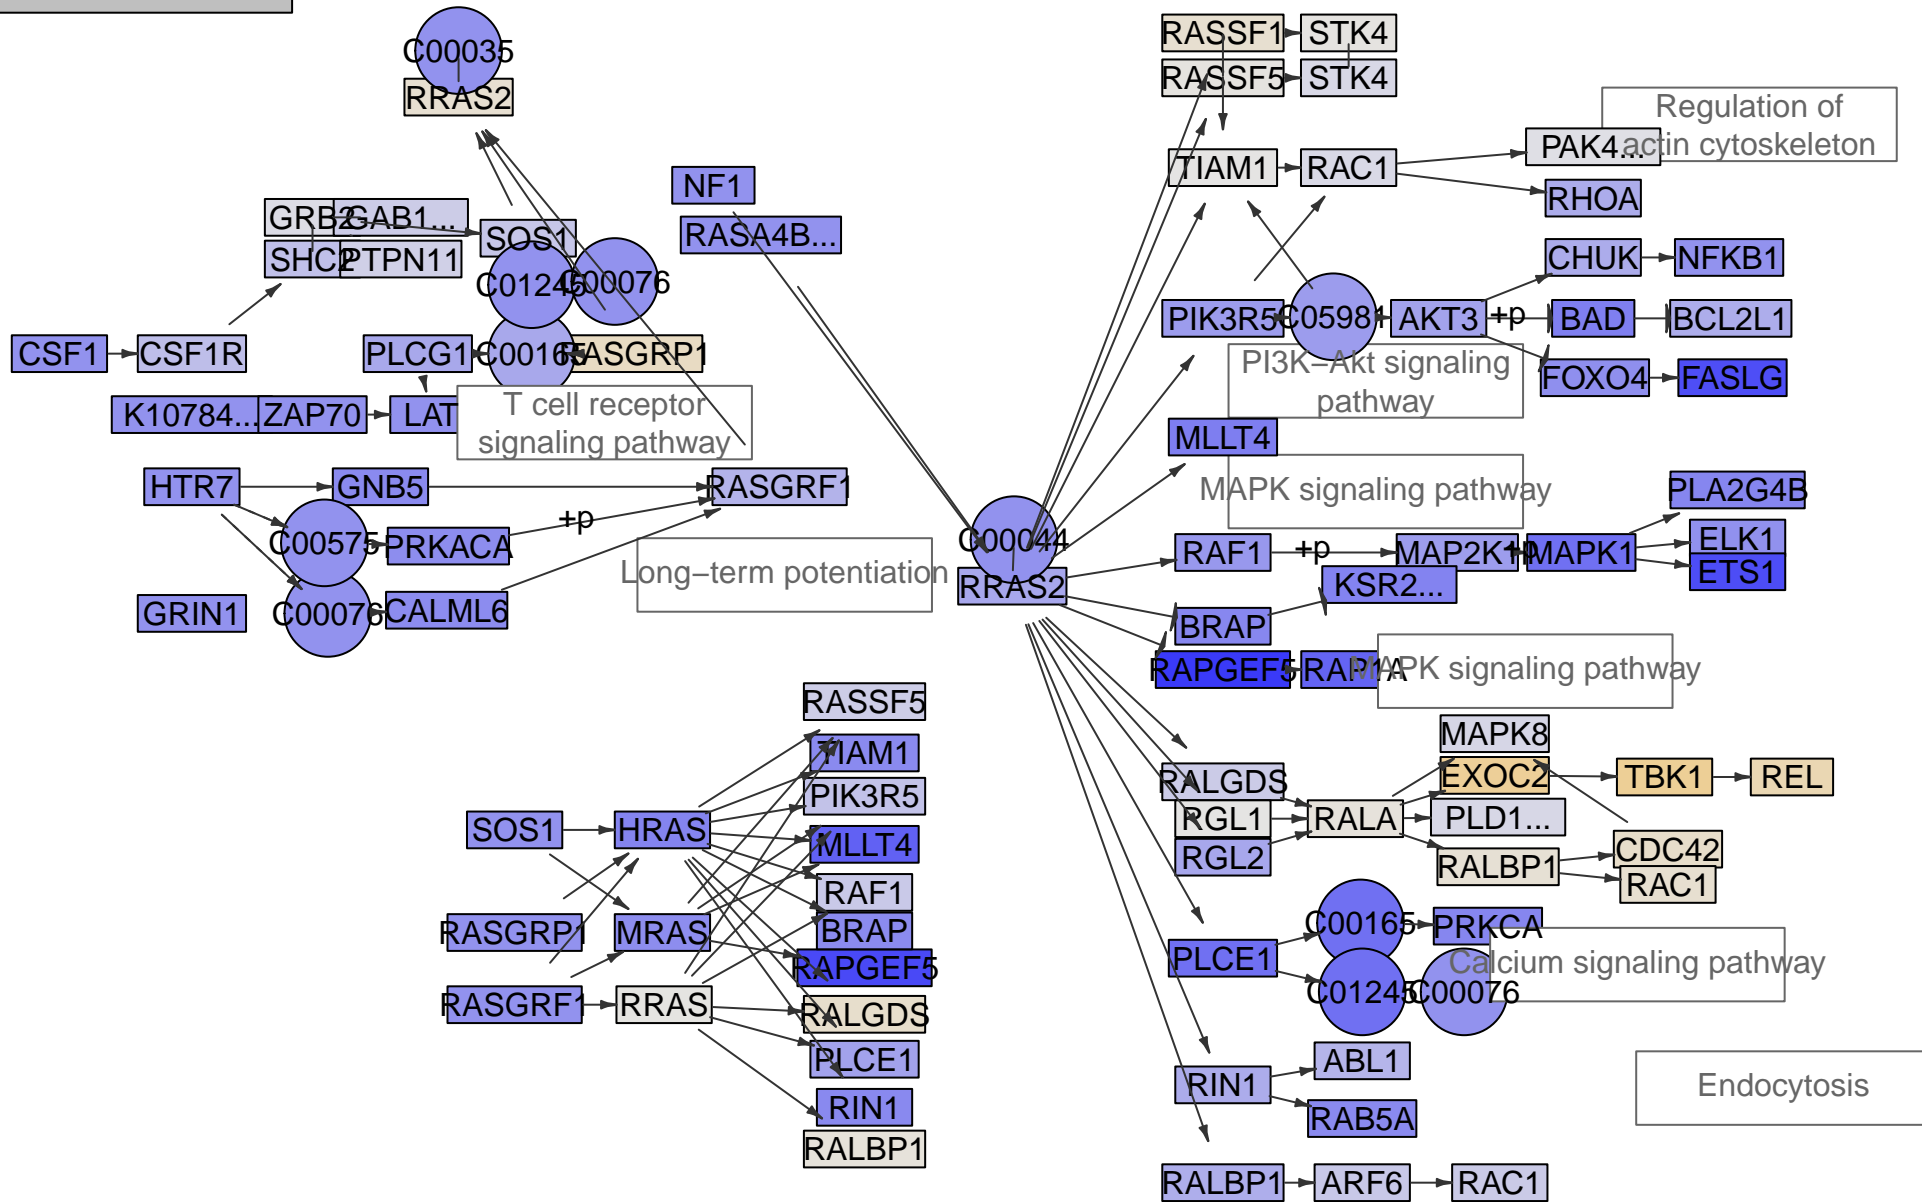 C00035
RRAS2
NF1
RASA4B...
GRB2
GAB1...
SOS1
SHC2
PTPN11
C01245
C00076
CSF1
CSF1R
PLCG1
C00165
RASGRP1
K10784...
ZAP70
LAT
T cell receptor
signaling pathway
HTR7
GNB5
RASGRF1
C00575
PRKACA
+p
GRIN1
C00076
CALML6
Long−term potentiation
C00044
RRAS2
RASSF1
STK4
RASSF5
STK4
Regulation of
actin cytoskeleton
PAK4...
TIAM1
RAC1
RHOA
CHUK
NFKB1
PIK3R5
C05981
AKT3
+p
BAD
BCL2L1
PI3K−Akt signaling
pathway
FOXO4
FASLG
MLLT4
MAPK signaling pathway
PLA2G4B
RAF1
+p
MAP2K1
+p
MAPK1
ELK1
ETS1
KSR2...
BRAP
RAPGEF5
RAP1A
MAPK signaling pathway
MAPK8
RALGDS
EXOC2
TBK1
REL
RGL1
RALA
PLD1...
RGL2
RALBP1
CDC42
RAC1
C00165
PRKCA
PLCE1
Calcium signaling pathway
C01245
C00076
RIN1
ABL1
RAB5A
Endocytosis
RALBP1
ARF6
RAC1
RASSF5
TIAM1
PIK3R5
SOS1
HRAS
MLLT4
RAF1
RASGRP1
MRAS
BRAP
RAPGEF5
RASGRF1
RRAS
RALGDS
PLCE1
RIN1
RALBP1